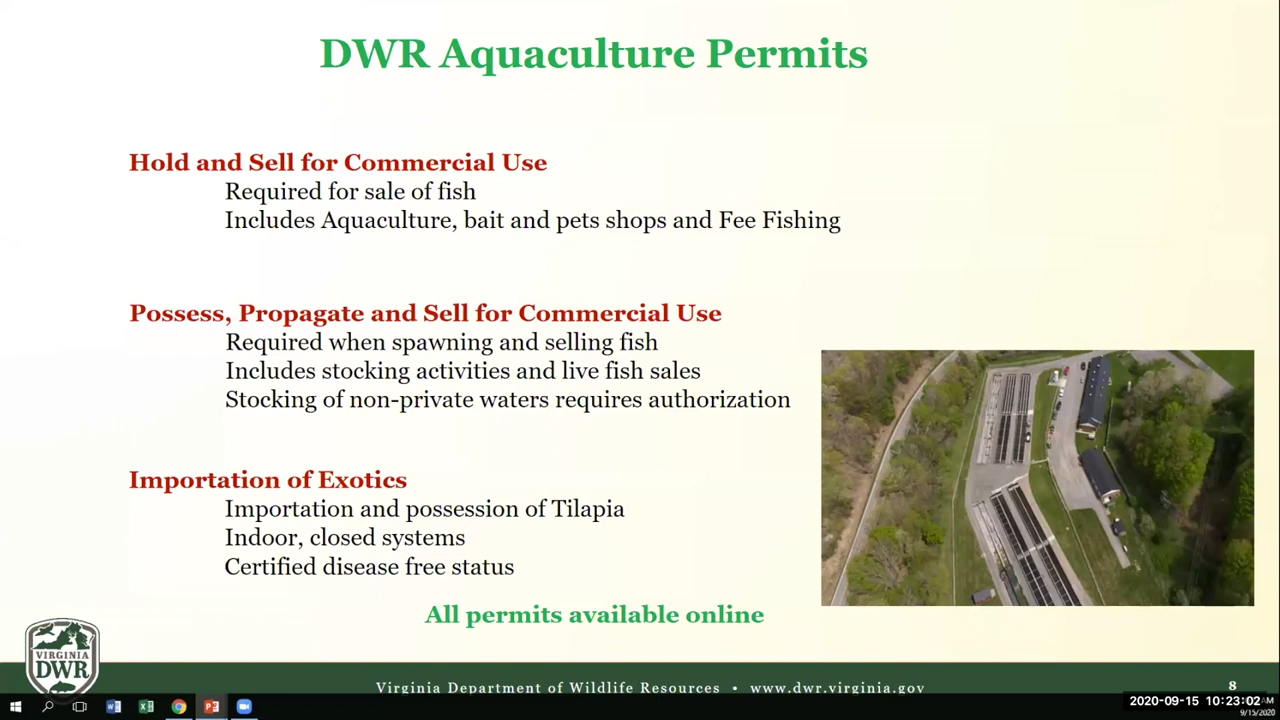 DWR Aquaculture Permits
Hold and Sell for Commercial Use
Required for sale of fish
Includes Aquaculture, bait and pets shops and Fee Fishing
Possess, Propagate and Sell for Commercial Use
Required when spawning and selling fish
Includes stocking activities and live fish sales
Stocking of non-private waters requires authorization
Importation of Exotics
Importation and possession of Tilapia
Indoor, closed systems
Certified disease free status
All permits available online
VIRGINIA
DWR
Virginia Department of Wildlife Resources • www.dwr.virginia.gov
8
2020-09-15 10:23:02 AM
9/15/2020